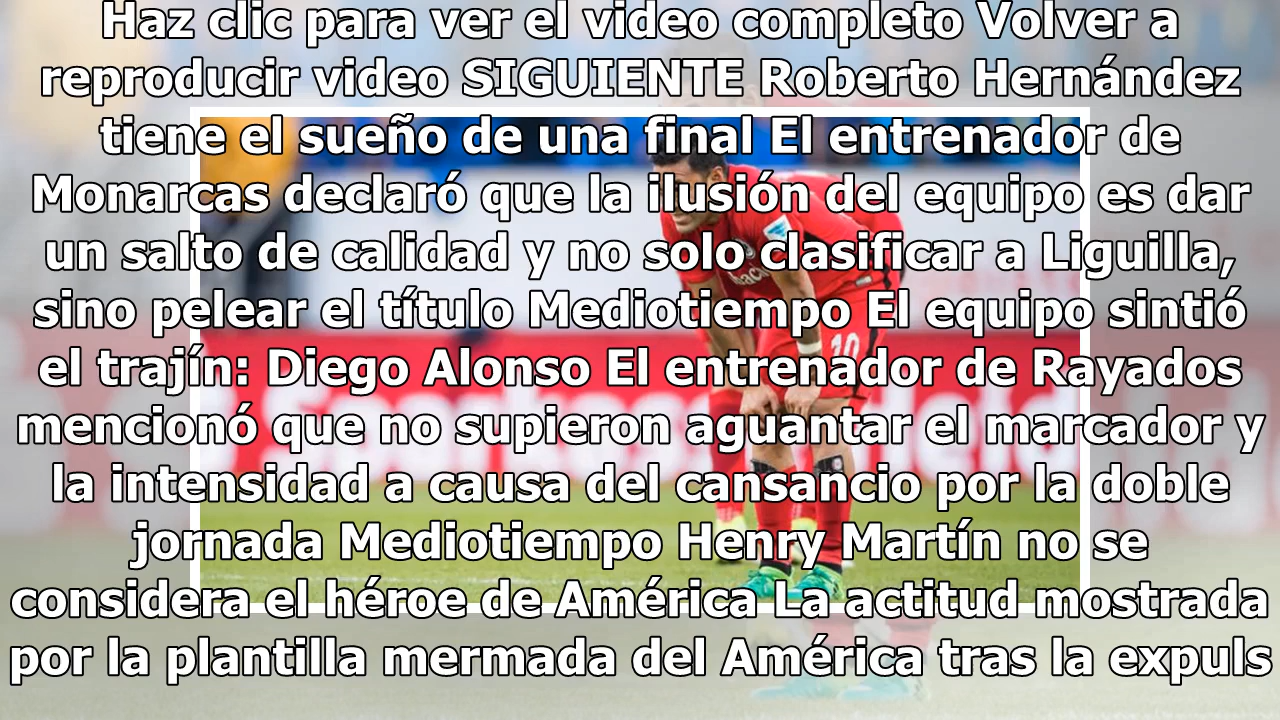 Haz clic para ver el video completo Volver a
reproducir video SIGUIENTE Roberto Hernández
tiene el sueño de una final El entrenador de
Monarcas declaró que la ilusión del equipo es dar
un salto de calidad y no solo clasificar a Liguilla,
sino pelear el título Mediotiempo El equipo sintió
el trajín: Diego Alonso El entrenador de Rayados
mencionó que no supieron aguantar el marcador y
la intensidad a causa del cansancio por la doble
jornada Mediotiempo Henry Martín no se
considera el héroe de América La actitud mostrada
por la plantilla mermada del América tras la expuls
10